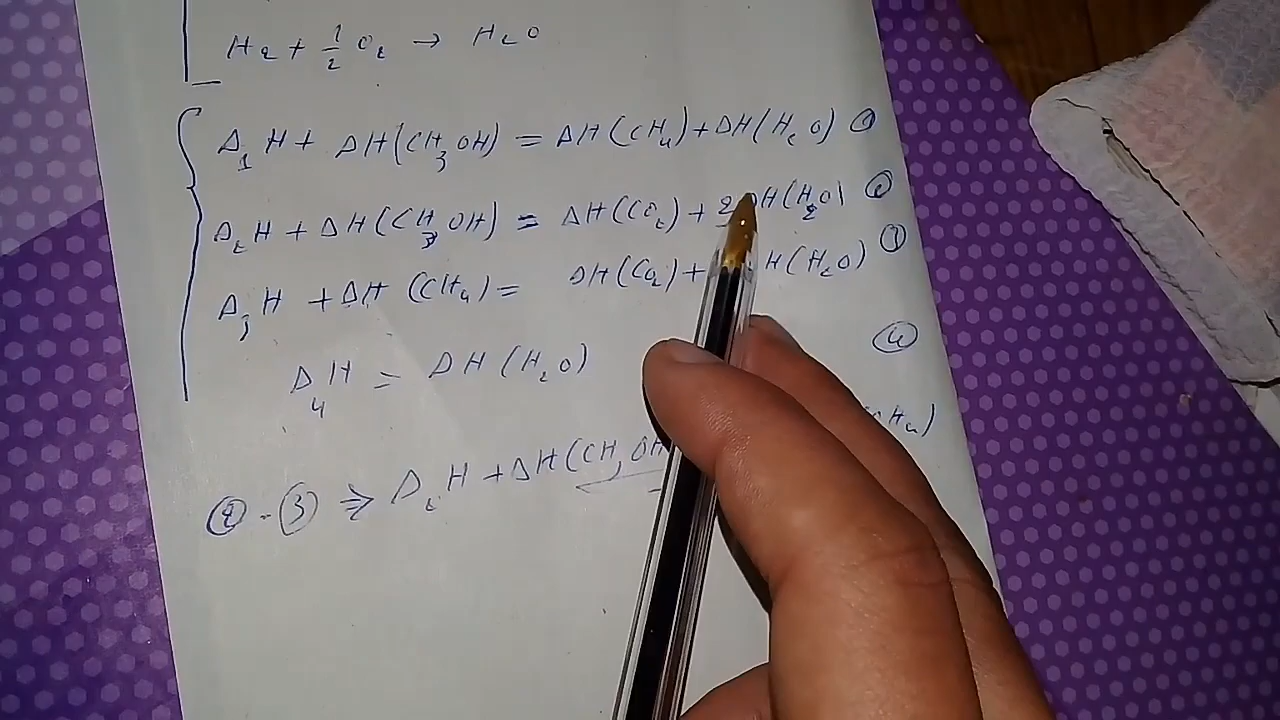 H₂ + 1/2 O₂ → H₂O
Δ₁H + ΔH(CH₃OH) = ΔH(CH₄) + ΔH(H₂O) ①
Δ₂H + ΔH(CH₃OH) = ΔH(CO₂) + 2ΔH(H₂O) ②
Δ₃H + ΔH(CH₄) = ΔH(CO₂) + H(H₂O) ③
Δ₄H = ΔH(H₂O) ④
② - ③ ⇒ Δ₂H + ΔH(CH₃OH H₄)